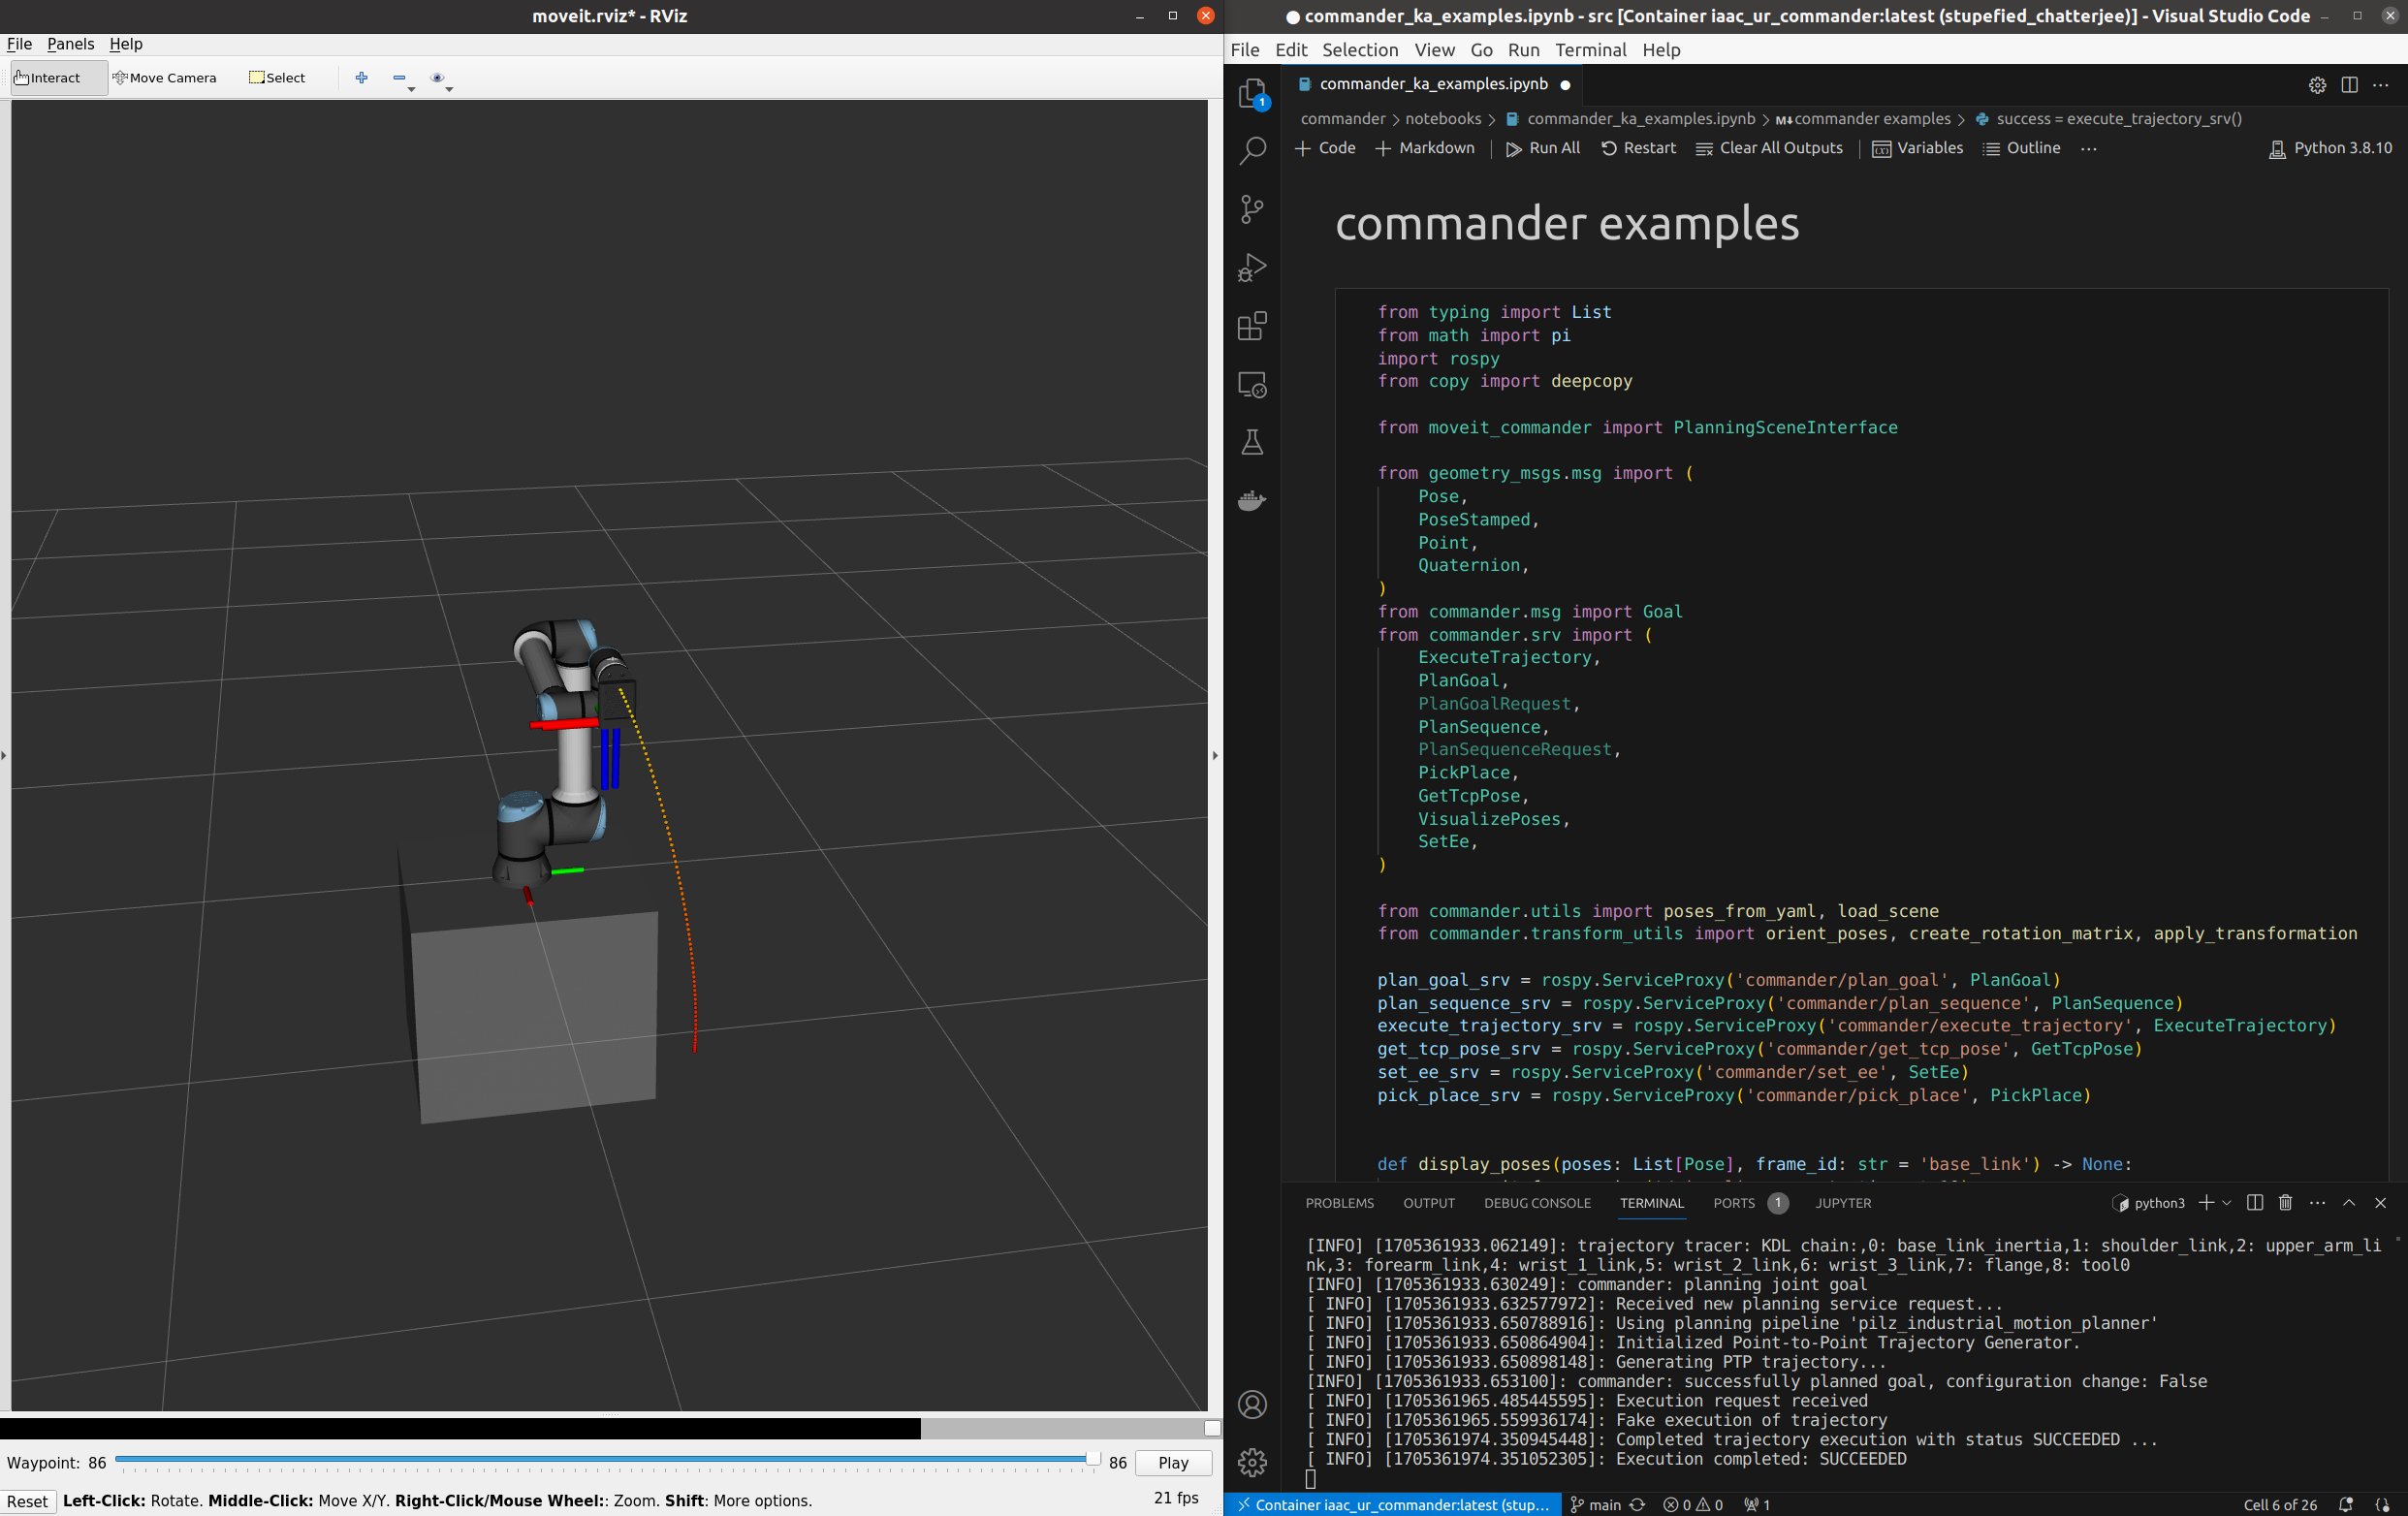 moveit.rviz* - RViz
File Panels Help
Interact Move Camera Select
Waypoint: 86 86 Play
Reset Left-Click: Rotate. Middle-Click: Move X/Y. Right-Click/Mouse Wheel:: Zoom. Shift: More options. 21 fps
● commander_ka_examples.ipynb - src [Container iaac_ur_commander:latest (stupefied_chatterjee)] - Visual Studio Code
File Edit Selection View Go Run Terminal Help
1
commander_ka_examples.ipynb ●
commander > notebooks > commander_ka_examples.ipynb > M↓commander examples > success = execute_trajectory_srv()
+ Code + Markdown Run All Restart Clear All Outputs Variables Outline ... Python 3.8.10
commander examples
from typing import List
from math import pi
import rospy
from copy import deepcopy
from moveit_commander import PlanningSceneInterface
from geometry_msgs.msg import (
Pose,
PoseStamped,
Point,
Quaternion,
)
from commander.msg import Goal
from commander.srv import (
ExecuteTrajectory,
PlanGoal,
PlanGoalRequest,
PlanSequence,
PlanSequenceRequest,
PickPlace,
GetTcpPose,
VisualizePoses,
SetEe,
)
from commander.utils import poses_from_yaml, load_scene
from commander.transform_utils import orient_poses, create_rotation_matrix, apply_transformation
plan_goal_srv = rospy.ServiceProxy('commander/plan_goal', PlanGoal)
plan_sequence_srv = rospy.ServiceProxy('commander/plan_sequence', PlanSequence)
execute_trajectory_srv = rospy.ServiceProxy('commander/execute_trajectory', ExecuteTrajectory)
get_tcp_pose_srv = rospy.ServiceProxy('commander/get_tcp_pose', GetTcpPose)
set_ee_srv = rospy.ServiceProxy('commander/set_ee', SetEe)
pick_place_srv = rospy.ServiceProxy('commander/pick_place', PickPlace)
def display_poses(poses: List[Pose], frame_id: str = 'base_link') -> None:
PROBLEMS OUTPUT DEBUG CONSOLE TERMINAL PORTS 1 JUPYTER python3
[INFO] [1705361933.062149]: trajectory tracer: KDL chain:,0: base_link_inertia,1: shoulder_link,2: upper_arm_li
nk,3: forearm_link,4: wrist_1_link,5: wrist_2_link,6: wrist_3_link,7: flange,8: tool0
[INFO] [1705361933.630249]: commander: planning joint goal
[ INFO] [1705361933.632577972]: Received new planning service request...
[ INFO] [1705361933.650788916]: Using planning pipeline 'pilz_industrial_motion_planner'
[ INFO] [1705361933.650864904]: Initialized Point-to-Point Trajectory Generator.
[ INFO] [1705361933.650898148]: Generating PTP trajectory...
[INFO] [1705361933.653100]: commander: successfully planned goal, configuration change: False
[ INFO] [1705361965.485445595]: Execution request received
[ INFO] [1705361965.559936174]: Fake execution of trajectory
[ INFO] [1705361974.350945448]: Completed trajectory execution with status SUCCEEDED ...
[ INFO] [1705361974.351052305]: Execution completed: SUCCEEDED
Container iaac_ur_commander:latest (stup... main 0 0 1 Cell 6 of 26